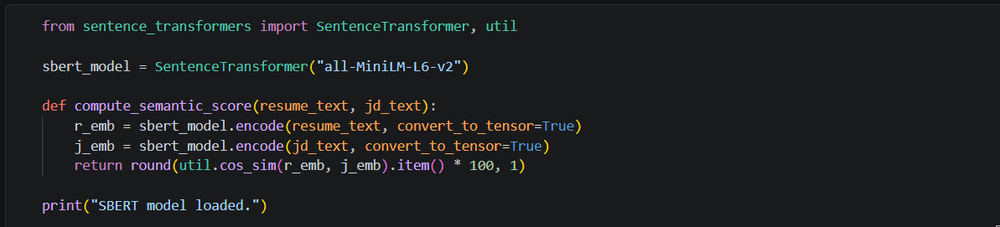 from sentence_transformers import SentenceTransformer, util
sbert_model = SentenceTransformer("all-MiniLM-L6-v2")
def compute_semantic_score(resume_text, jd_text):
    r_emb = sbert_model.encode(resume_text, convert_to_tensor=True)
    j_emb = sbert_model.encode(jd_text, convert_to_tensor=True)
    return round(util.cos_sim(r_emb, j_emb).item() * 100, 1)
print("SBERT model loaded.")